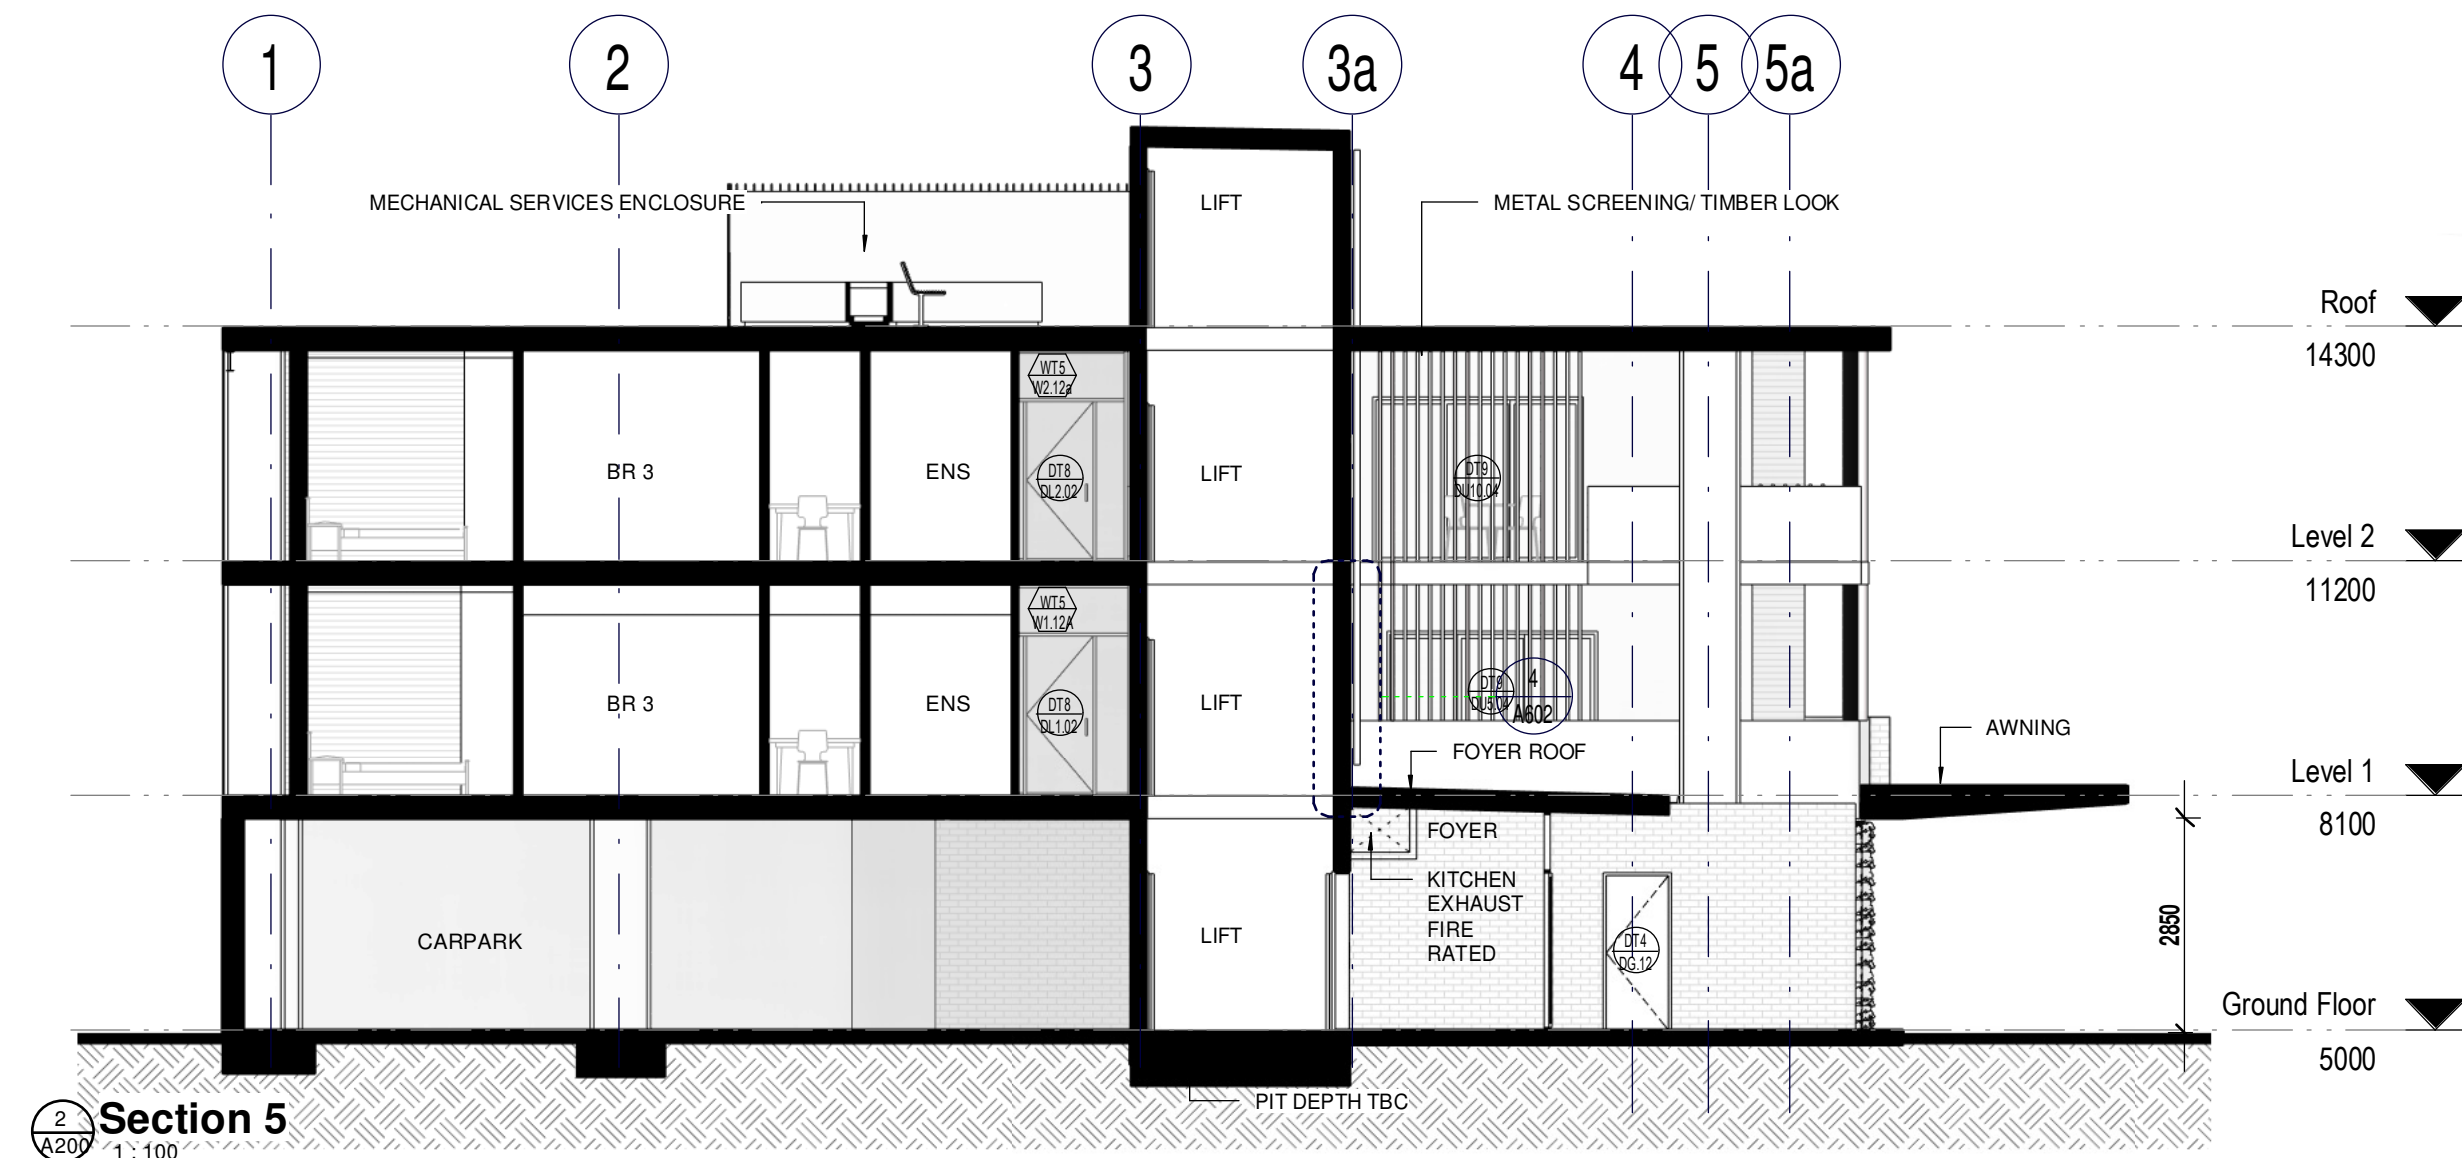 1
2
3
3a
4
5
5a
MECHANICAL SERVICES ENCLOSURE
LIFT
METAL SCREENING/ TIMBER LOOK
Roof
14300
WT5
W2.12a
BR 3
ENS
DT8
DL2.02
LIFT
DT9
DU10.04
Level 2
11200
WT5
W1.12A
BR 3
ENS
DT8
DL1.02
LIFT
DT9
DU5.04
4
A602
FOYER ROOF
AWNING
Level 1
8100
FOYER
KITCHEN
EXHAUST
FIRE
RATED
CARPARK
LIFT
DT4
DG.12
2850
Ground Floor
5000
PIT DEPTH TBC
2
A200
Section 5
1 : 100